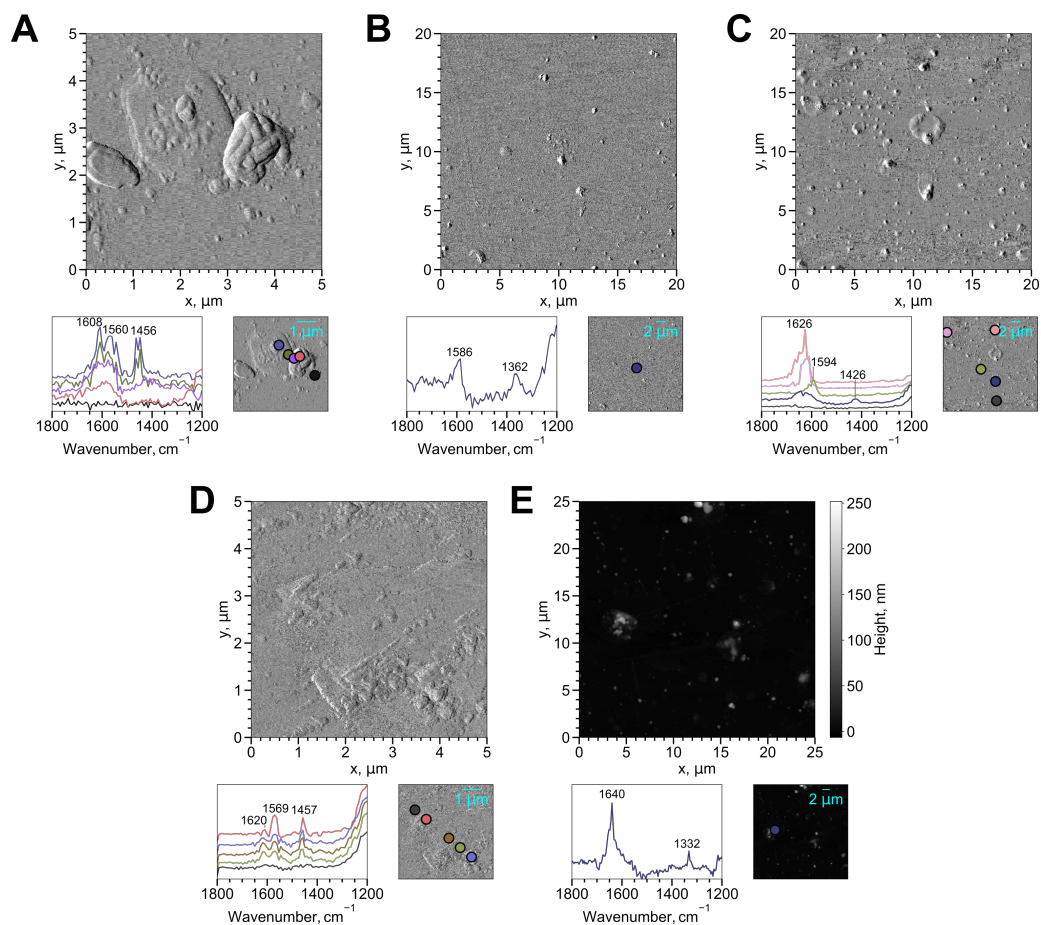 A
B
C
5
4
3
2
1
0
y, µm
0 1 2 3 4 5
x, µm
20
15
10
5
0
y, µm
0 5 10 15 20
x, µm
20
15
10
5
0
y, µm
0 5 10 15 20
x, µm
1608
1560
1456
1800 1600 1400 1200
Wavenumber, cm⁻¹
1 µm
1586
1362
1800 1600 1400 1200
Wavenumber, cm⁻¹
2 µm
1626
1594
1426
1800 1600 1400 1200
Wavenumber, cm⁻¹
2 µm
D
E
5
4
3
2
1
0
y, µm
0 1 2 3 4 5
x, µm
25
20
15
10
5
0
y, µm
0 5 10 15 20 25
x, µm
250
200
150
100
50
0
Height, nm
1620
1569
1457
1800 1600 1400 1200
Wavenumber, cm⁻¹
1 µm
1640
1332
1800 1600 1400 1200
Wavenumber, cm⁻¹
2 µm